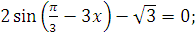 2 sin (π/3 − 3x) − √3 = 0;